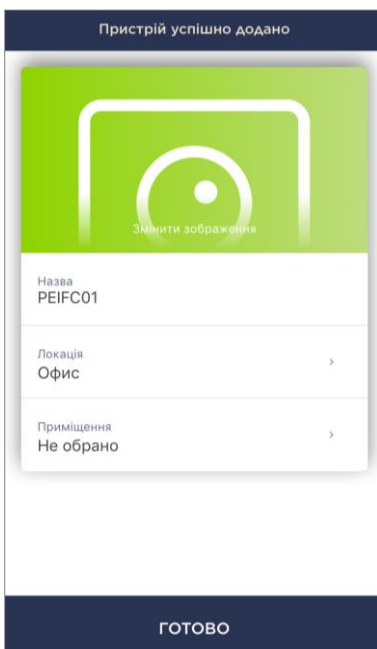 Пристрій успішно додано
Змінити зображення
Назва
PEIFC01
Локація
Офис
Приміщення
Не обрано
ГОТОВО